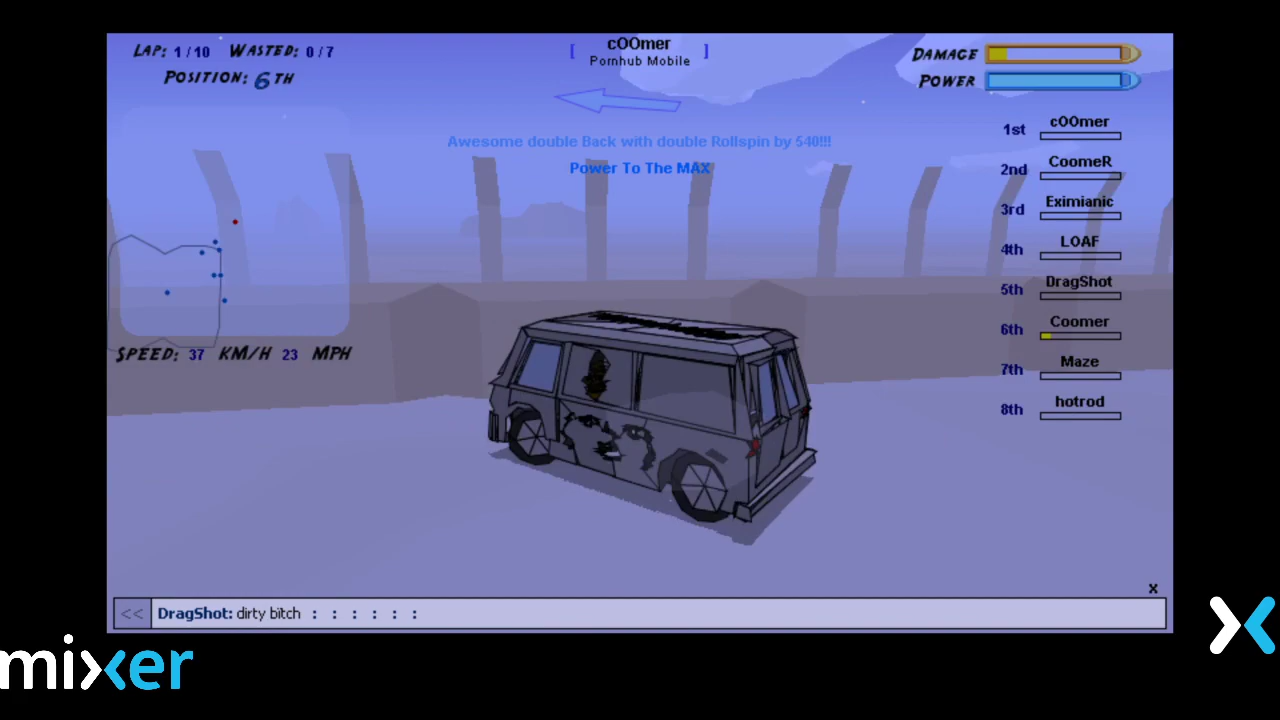 LAP: 1 / 10 WASTED: 0 / 7
POSITION: 6TH
[ cOOmer ]
Pornhub Mobile
DAMAGE
POWER
Awesome double Back with double Rollspin by 540!!!
Power To The MAX
1st cOOmer
2nd CoomeR
3rd Eximianic
4th LOAF
5th DragShot
6th Coomer
7th Maze
8th hotrod
SPEED: 37 KM/H 23 MPH
x
<< DragShot: dirty bitch : : : : : :
mixer